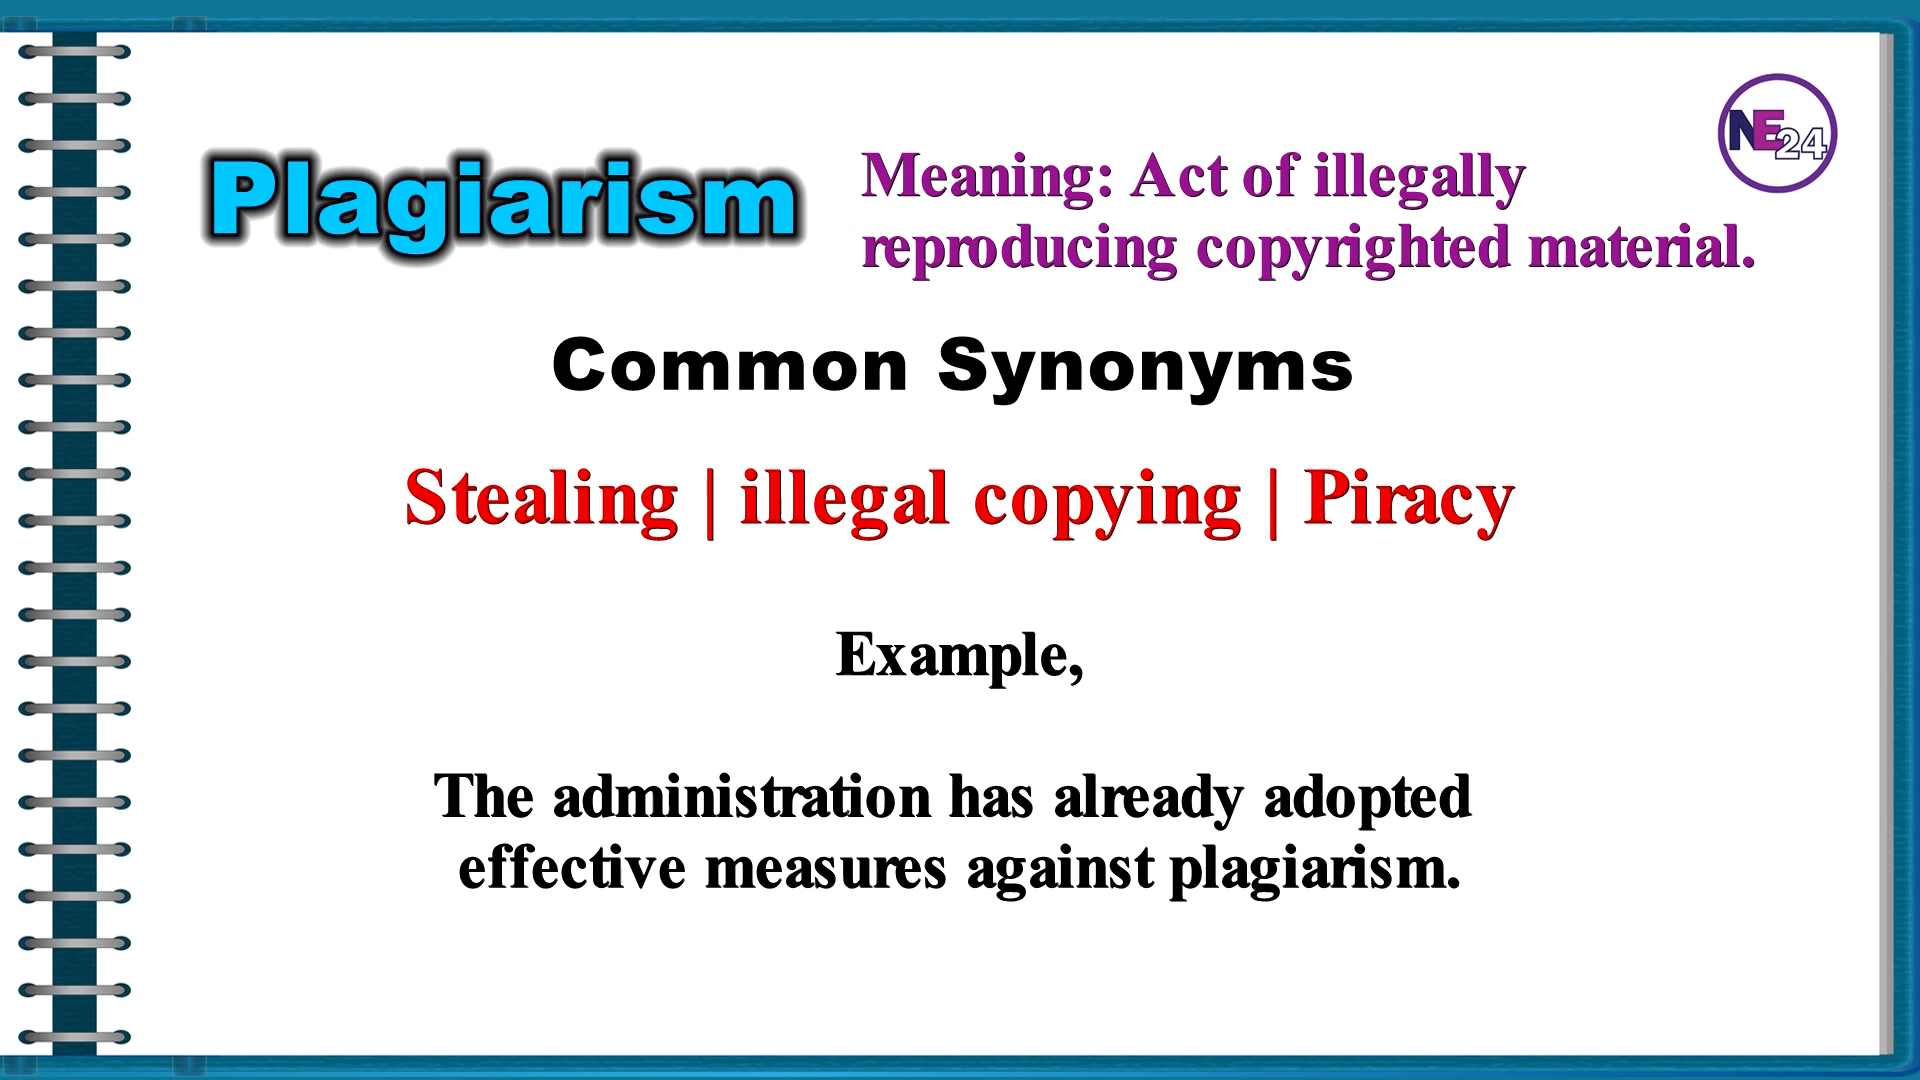 Plagiarism
Meaning: Act of illegally
reproducing copyrighted material.
NE24
Common Synonyms
Stealing | illegal copying | Piracy
Example,
The administration has already adopted
effective measures against plagiarism.